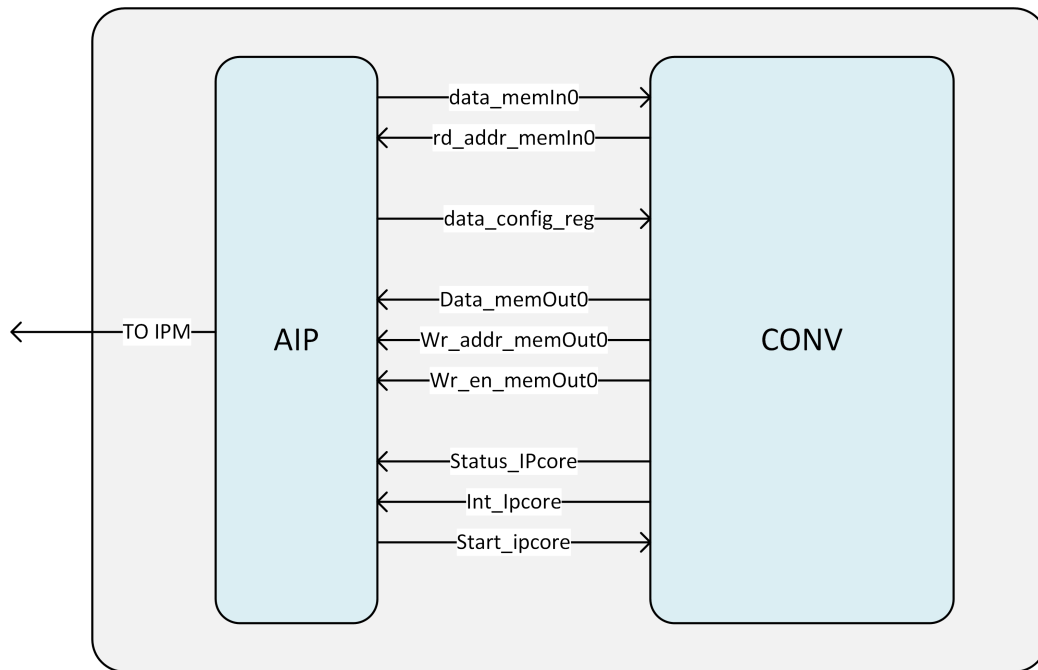 data_memIn0
rd_addr_memIn0
data_config_reg
Data_memOut0
TO IPM
AIP
Wr_addr_memOut0
CONV
Wr_en_memOut0
Status_IPcore
Int_Ipcore
Start_ipcore